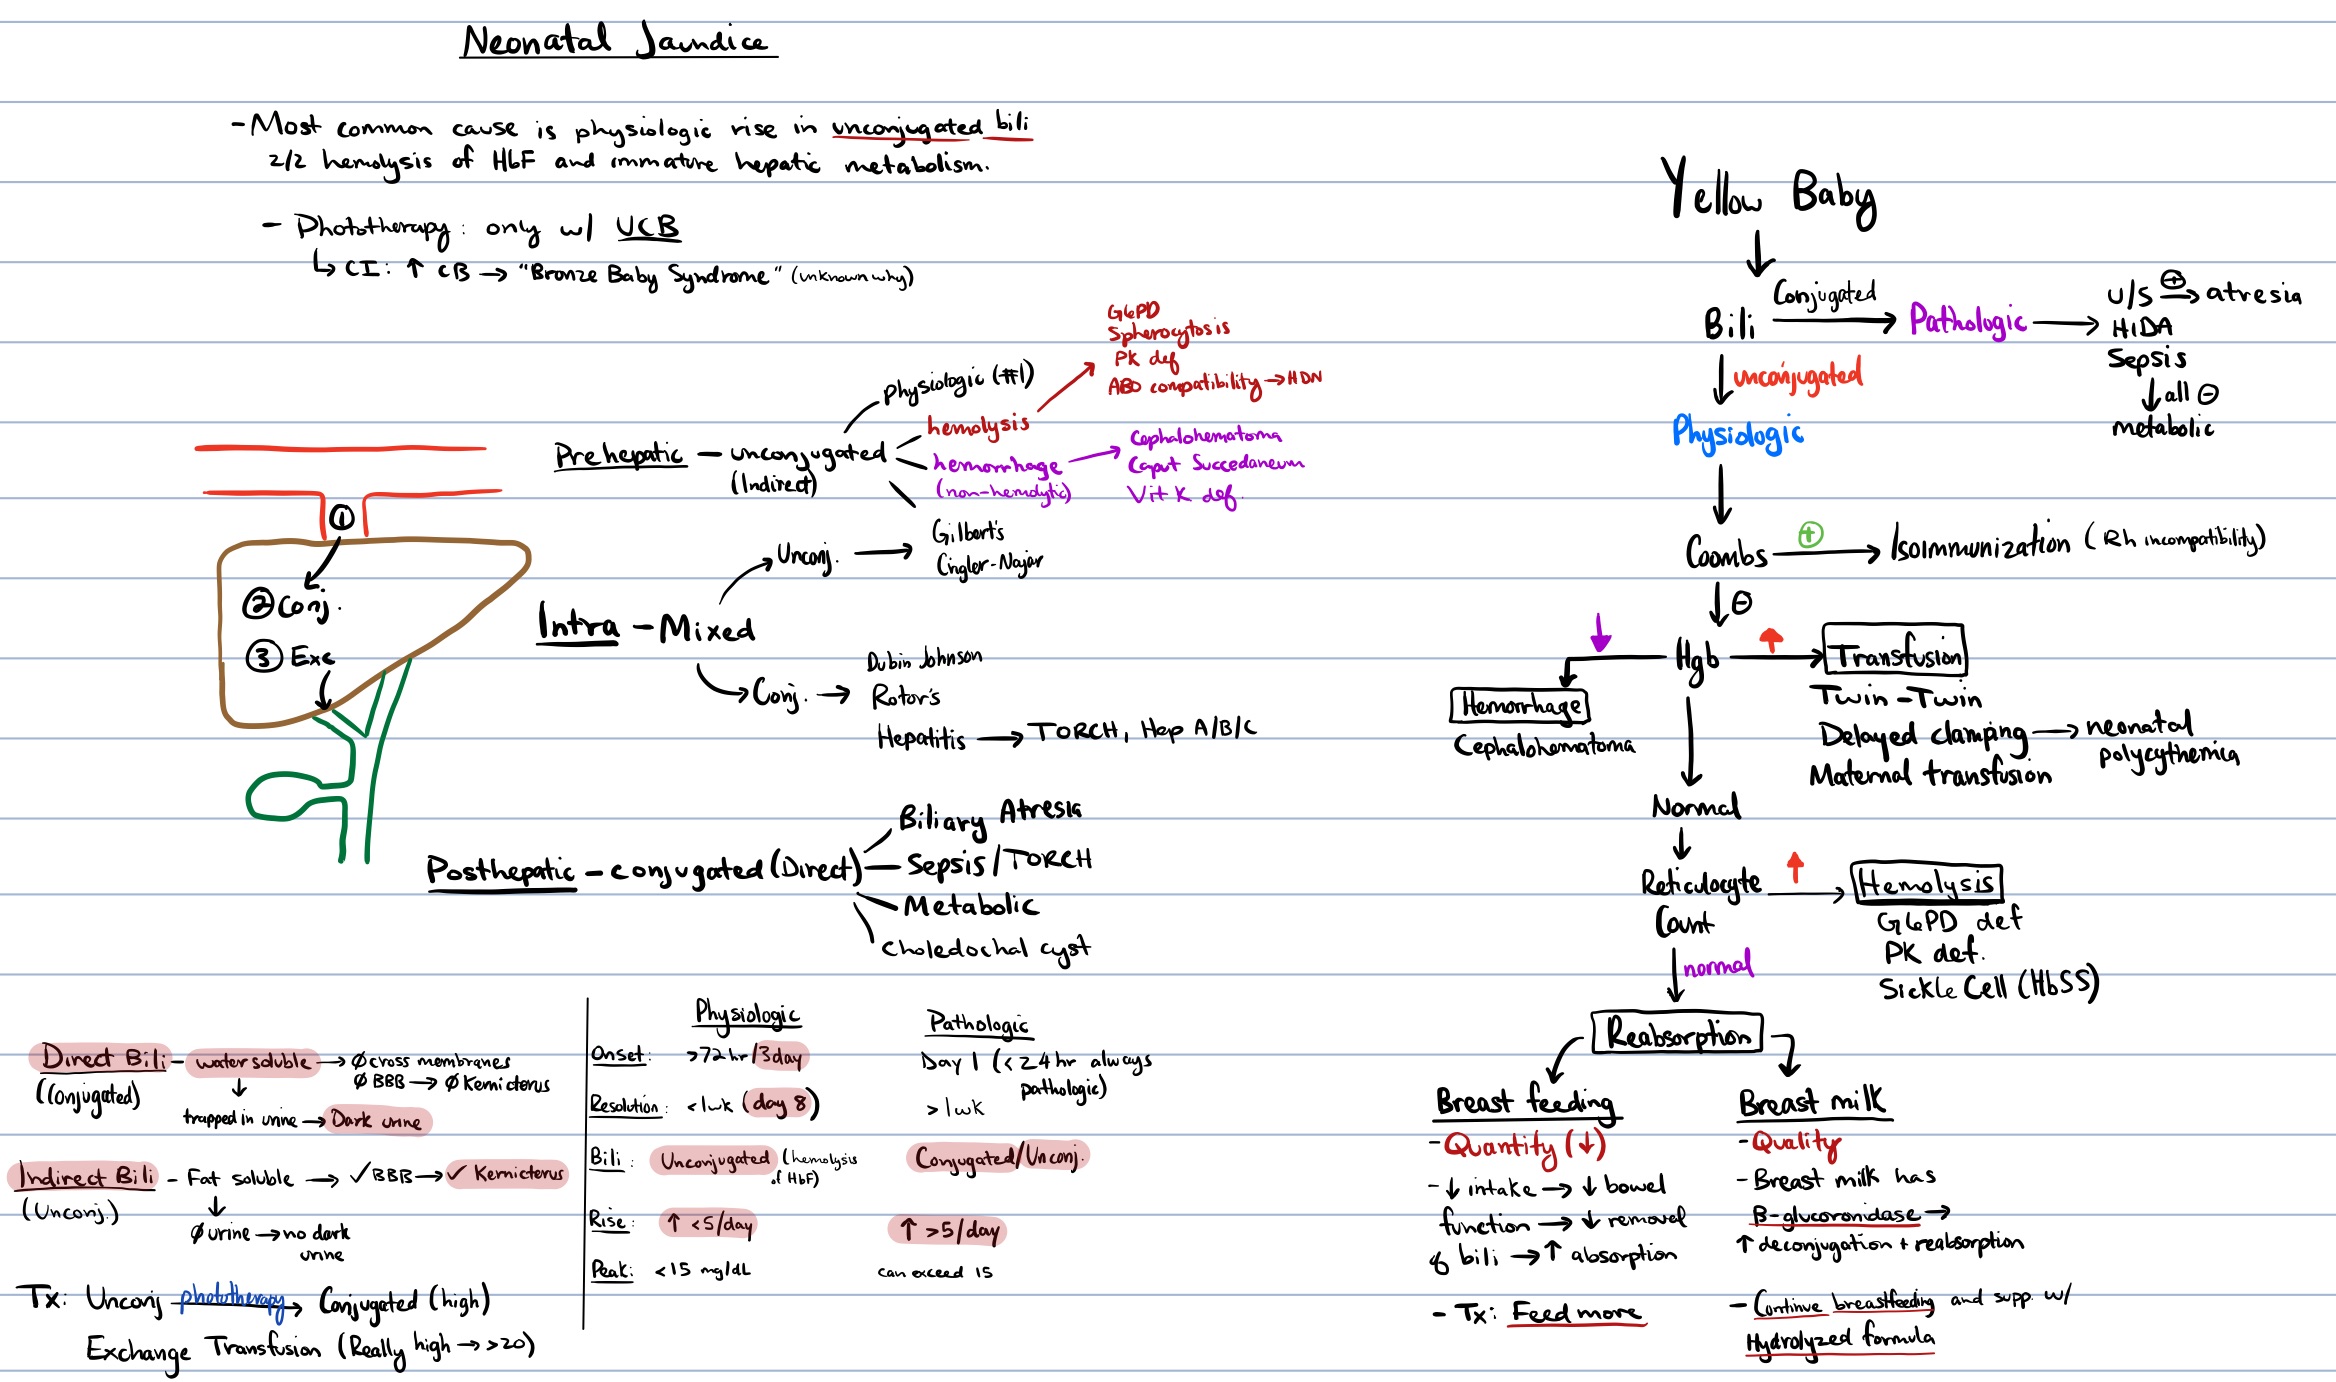 Neonatal Jaundice
- Most common cause is physiologic rise in unconjugated bili
2/2 hemolysis of HbF and immature hepatic metabolism.
- Phototherapy: only w/ UCB
↳ CI: ↑ CB → "Bronze Baby Syndrome" (unknown why)
Prehepatic - unconjugated
(Indirect)
physiologic (#1)
hemolysis
G6PD
Spherocytosis
PK def
ABO compatibility → HDN
hemorrhage
(non-hemolytic)
Cephalohematoma
Caput Succedaneum
Vit K def.
①
② Conj.
③ Exc
Intra - Mixed
Unconj. →
Gilbert's
Cringler-Najar
Conj. →
Dubin Johnson
Rotor's
Hepatitis → TORCH, Hep A/B/C
Posthepatic - conjugated (Direct)
Biliary Atresia
Sepsis/TORCH
Metabolic
Choledochal cyst
Direct Bili - water soluble → ∅ cross membranes
(Conjugated)
∅ BBB → ∅ Kernicterus
↓
trapped in urine → Dark urine
Indirect Bili - Fat soluble → ✓ BBB → ✓ Kernicterus
(Unconj.)
↓
∅ urine → no dark
urine
Tx: Unconj phototherapy → Conjugated (high)
Exchange Transfusion (Really high → >20)
Physiologic Pathologic
Onset: >72 hr/3day Day 1 (<24 hr always
pathologic)
Resolution: <1wk (day 8) >1wk
Bili: Unconjugated (hemolysis
of HbF)
Conjugated/Unconj.
Rise: ↑ <5/day ↑ >5/day
Peak: <15 mg/dL can exceed 15
Yellow Baby
↓
Bili Conjugated → Pathologic →
U/S ⊕ → atresia
HIDA
Sepsis
↓ all ⊖
metabolic
↓ unconjugated
Physiologic
↓
Coombs ⊕ → Isoimmunization (Rh incompatibility)
↓ ⊖
↓ Hgb ↑
Transfusion
Twin-Twin
Delayed clamping → neonatal
polycythemia
Maternal transfusion
Hemorrhage
Cephalohematoma
Normal
↓
Reticulocyte
Count
↑ → Hemolysis
G6PD def
PK def.
Sickle Cell (HbSS)
↓ normal
Reabsorption
Breast feeding
- Quantity (↓)
- ↓ intake → ↓ bowel
function → ↓ removal
of bili → ↑ absorption
- Tx: Feed more
Breast milk
- Quality
- Breast milk has
B-glucoronidase →
↑ deconjugation + reabsorption
- Continue breastfeeding and supp. w/
Hydrolyzed formula